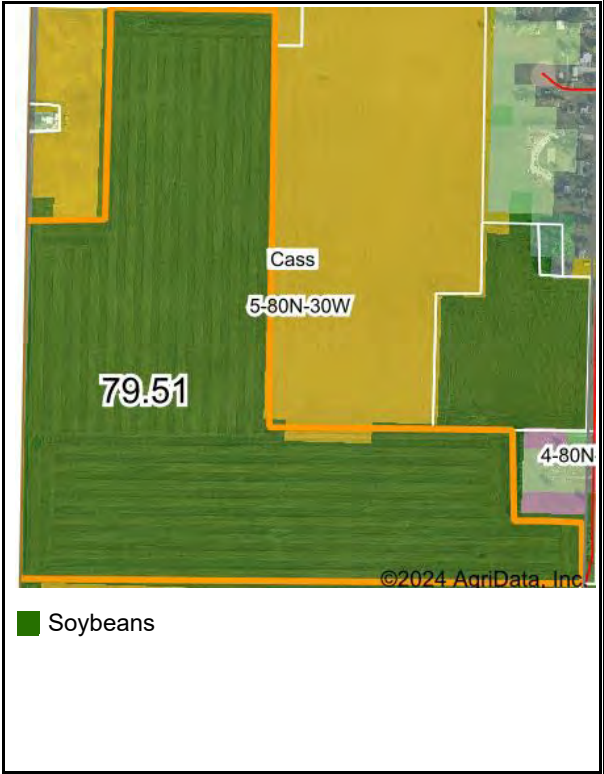 Cass
5-80N-30W
79.51
4-80N-
©2024 AgriData, Inc.
Soybeans